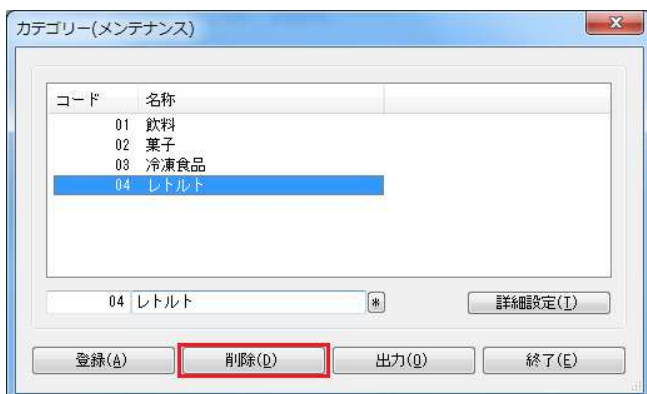 カテゴリー(メンテナンス)
コード 名称
01 飲料
02 菓子
03 冷凍食品
04 レトルト
04 レトルト * 詳細設定(T)
登録(A) 削除(D) 出力(O) 終了(E)